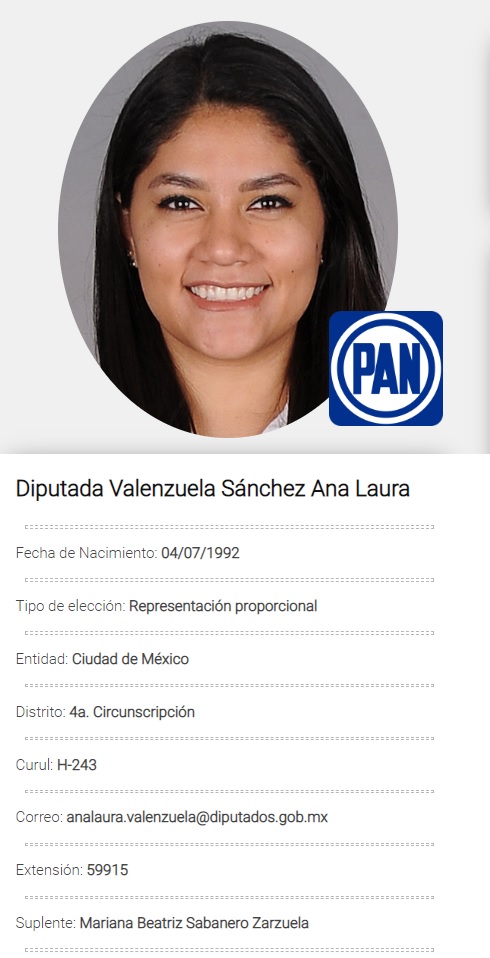 PAN
Diputada Valenzuela Sánchez Ana Laura
Fecha de Nacimiento: 04/07/1992
Tipo de elección: Representación proporcional
Entidad: Ciudad de México
Distrito: 4a. Circunscripción
Curul: H-243
Correo: analaura.valenzuela@diputados.gob.mx
Extensión: 59915
Suplente: Mariana Beatriz Sabanero Zarzuela